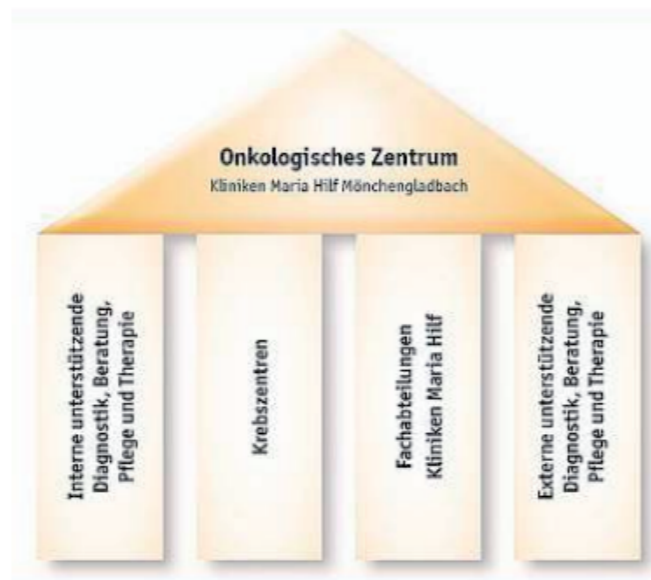 Onkologisches Zentrum
Kliniken Maria Hilf Mönchengladbach
Interne unterstützende
Diagnostik, Beratung,
Pflege und Therapie
Krebszentren
Fachabteilungen
Kliniken Maria Hilf
Externe unterstützende
Diagnostik, Beratung,
Pflege und Therapie